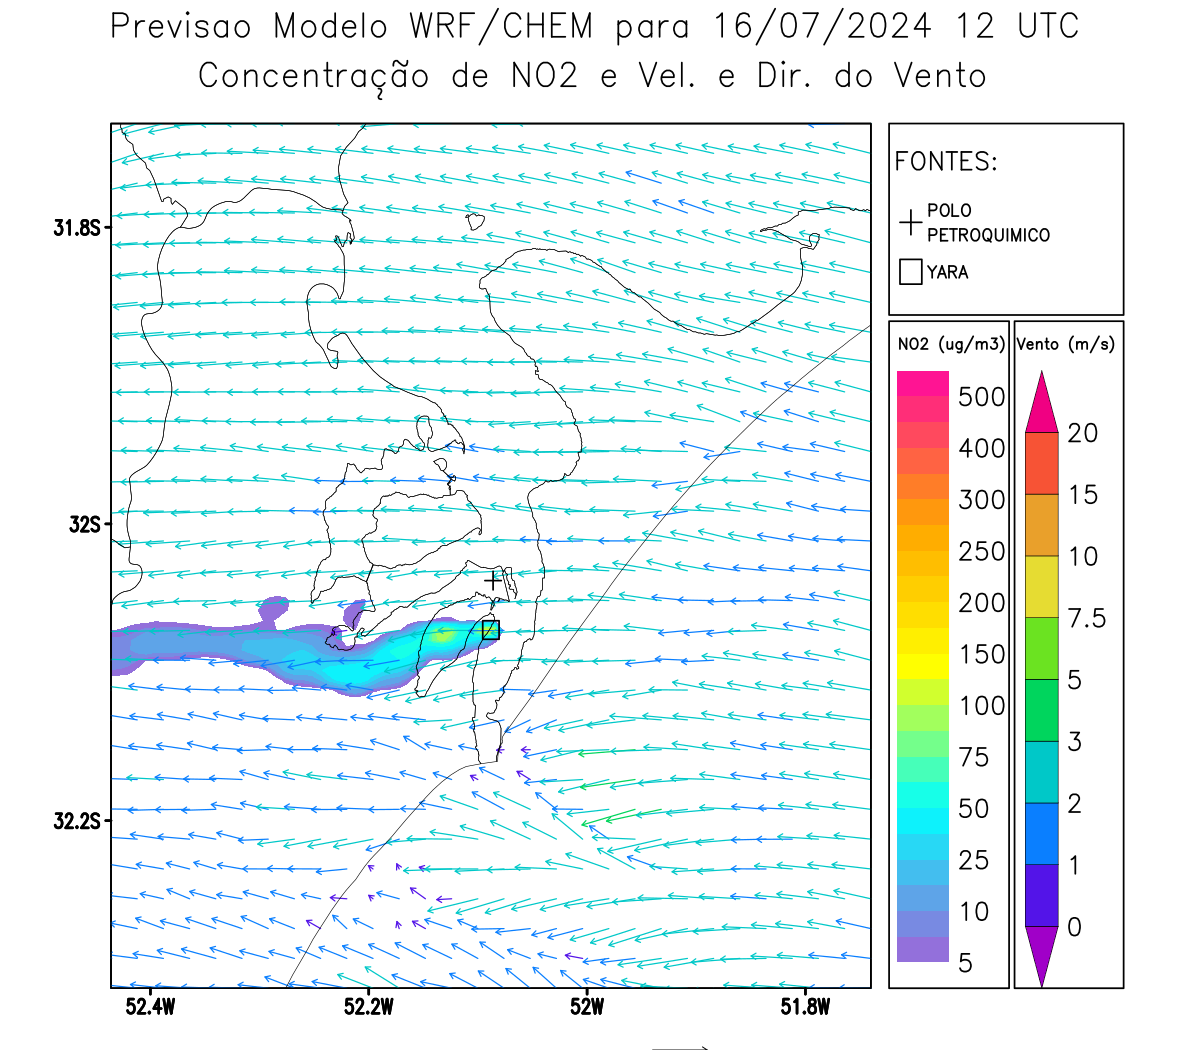 Previsao Modelo WRF/CHEM para 16/07/2024 12 UTC
Concentração de NO2 e Vel. e Dir. do Vento
FONTES:
POLO
PETROQUIMICO
YARA
NO2 (ug/m3)
500
400
300
250
200
150
100
75
50
25
10
5
Vento (m/s)
20
15
10
7.5
5
3
2
1
0
31.8S
32S
32.2S
52.4W
52.2W
52W
51.8W